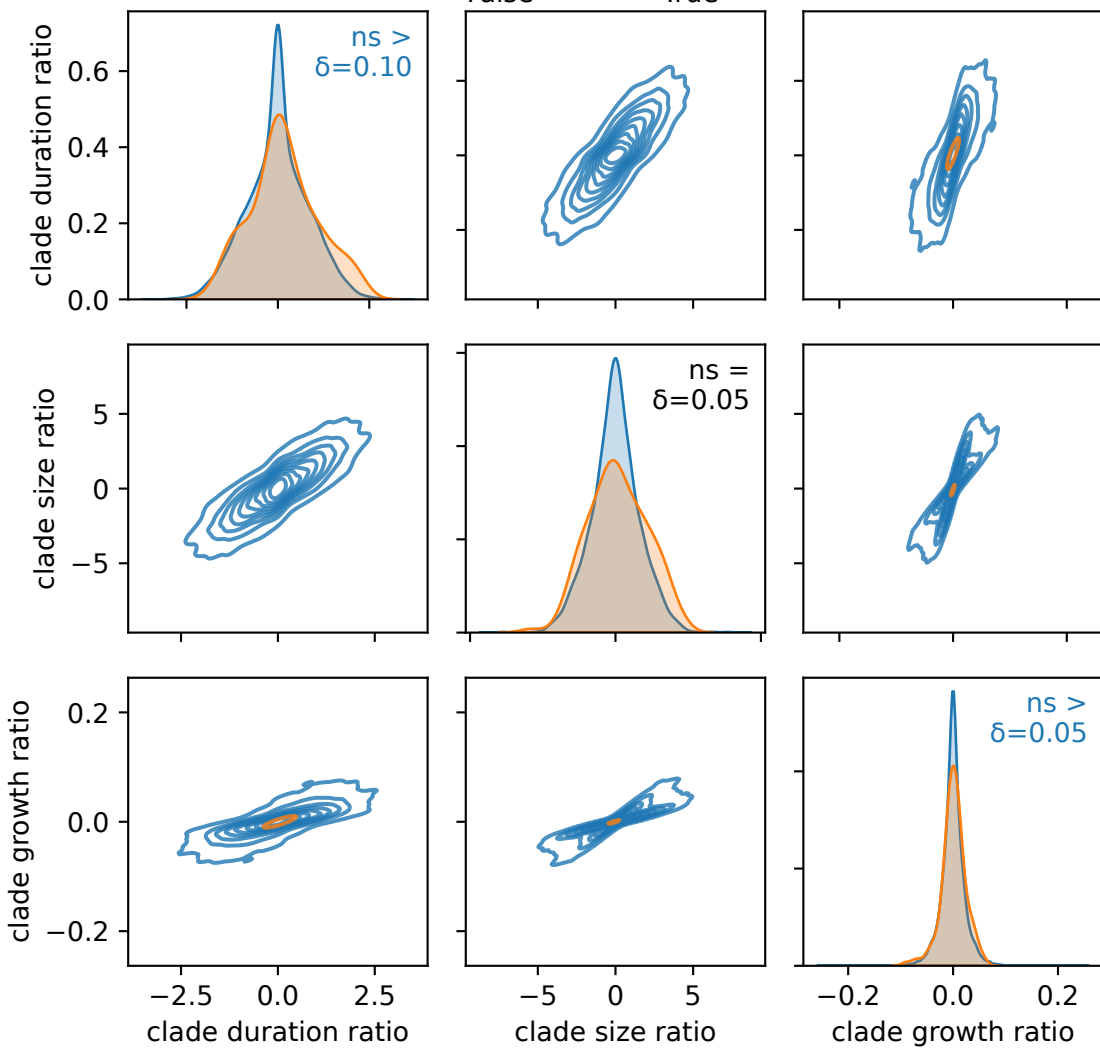 clade duration ratio
0.6
0.4
0.2
0.0
ns >
δ=0.10
−5 0 5
clade size ratio
5
0
−5
ns =
δ=0.05
clade growth ratio
0.2
0.0
−0.2
ns >
δ=0.05
−2.5 0.0 2.5
−5 0 5
−0.2 0.0 0.2
clade duration ratio
clade size ratio
clade growth ratio